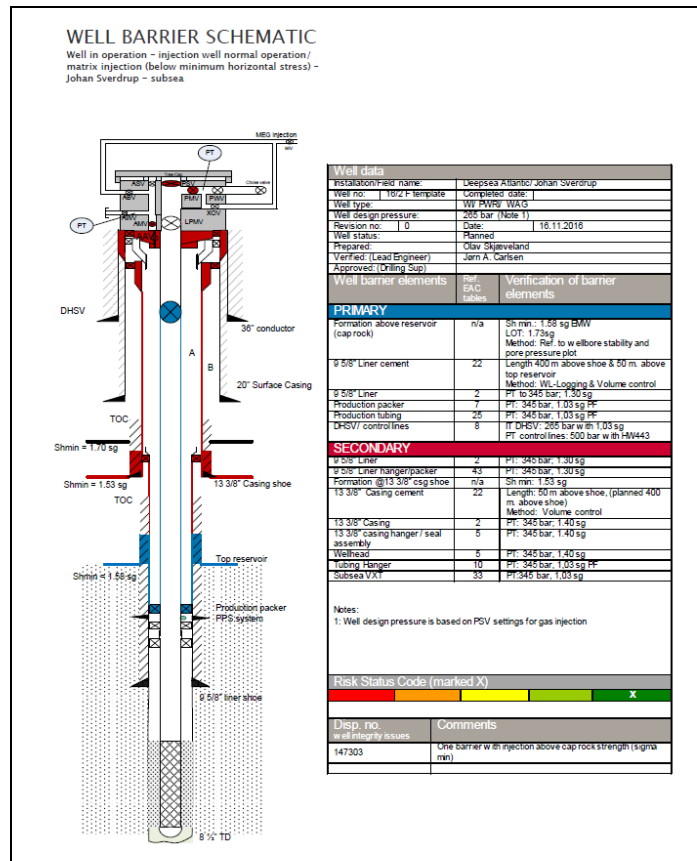 WELL BARRIER SCHEMATIC
Well in operation – injection well normal operation/
matrix injection (below minimum horizontal stress) –
Johan Sverdrup – subsea
MEG injection
PT
Choke valve
ASV
PSV
ABV
PMV
PWV
XOV
PT
AMV
LPMV
AAV
DHSV
36" conductor
A
B
20" Surface Casing
TOC
Shmin = 1.70 sg
Shmin = 1.53 sg
13 3/8" Casing shoe
TOC
Top reservoir
Shmin = 1.58 sg
Production packer
PPS system
9 5/8" liner shoe
8 ½" TD
Well data
Installation/Field name: Deepsea Atlantic/ Johan Sverdrup
Well no: 16/2 F template Completed date:
Well type: WI/ PWRI/ WAG
Well design pressure: 265 bar (Note 1)
Revision no: 0 Date: 16.11.2016
Well status: Planned
Prepared: Olav Skjæveland
Verified: (Lead Engineer) Jørn A. Carlsen
Approved: (Drilling Sup)
Well barrier elements Ref. EAC tables Verification of barrier elements
PRIMARY
Formation above reservoir (cap rock) n/a Sh min.: 1.58 sg EMW
LOT: 1.73sg
Method: Ref. to wellbore stability and pore pressure plot
9 5/8" Liner cement 22 Length 400 m above shoe & 50 m. above top reservoir
Method: WL-Logging & Volume control
9 5/8" Liner 2 PT to 345 bar; 1.30 sg
Production packer 7 PT: 345 bar, 1.03 sg PF
Production tubing 25 PT: 345 bar, 1,03 sg PF
DHSV/ control lines 8 IT DHSV: 265 bar with 1,03 sg
PT control lines: 500 bar with HW443
SECONDARY
9 5/8" Liner 2 PT: 345 bar; 1.30 sg
9 5/8" Liner hanger/packer 43 PT: 345 bar; 1.30 sg
Formation @13 3/8" csg shoe n/a Sh min: 1.53 sg
13 3/8" Casing cement 22 Length: 50 m above shoe, (planned 400 m. above shoe)
Method: Volume control
13 3/8" Casing 2 PT: 345 bar; 1.40 sg
13 3/8" casing hanger / seal assembly 5 PT: 345 bar, 1.40 sg
Wellhead 5 PT: 345 bar, 1,40 sg
Tubing Hanger 10 PT: 345 bar, 1,03 sg PF
Subsea VXT 33 PT:345 bar, 1,03 sg
Notes:
1: Well design pressure is based on PSV settings for gas injection
Risk Status Code (marked X)
X
Disp. no.
well integrity issues
Comments
147303 One barrier with injection above cap rock strength (sigma min)